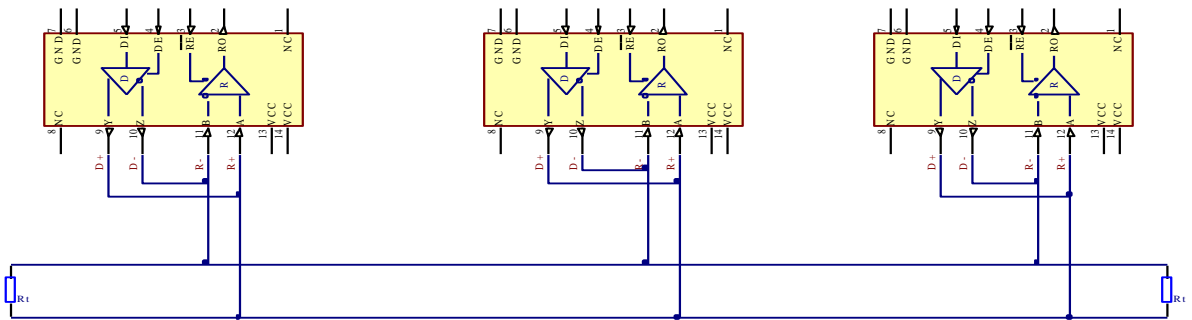 7 6 5 4 3 2 1
GND GND DI DE RE RO NC
D R
NC Y Z B A VCC VCC
8 9 10 11 12 13 14
D+ D- R- R+
7 6 5 4 3 2 1
GND GND DI DE RE RO NC
D R
NC Y Z B A VCC VCC
8 9 10 11 12 13 14
D+ D- R- R+
7 6 5 4 3 2 1
GND GND DI DE RE RO NC
D R
NC Y Z B A VCC VCC
8 9 10 11 12 13 14
D+ D- R- R+
Rt
Rt